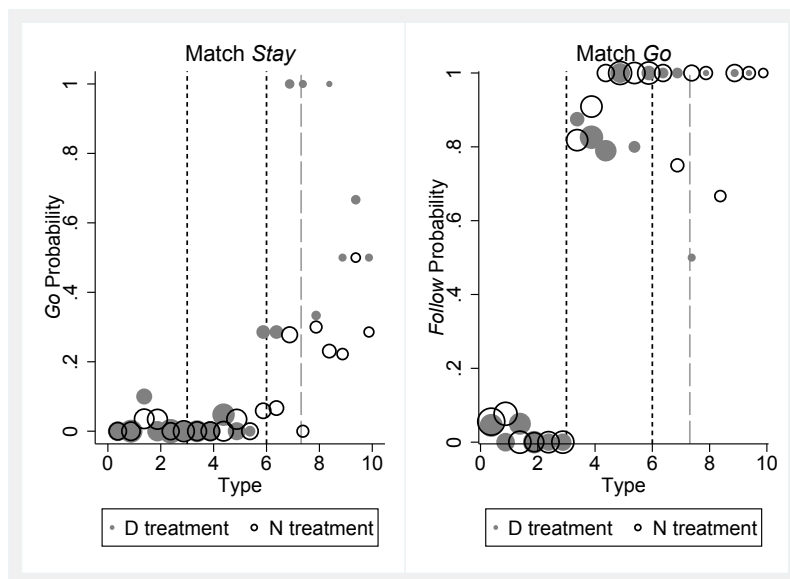 Match Stay
Go Probability
1
.8
.6
.4
.2
0
0 2 4 6 8 10
Type
D treatment N treatment
Match Go
Follow Probability
1
.8
.6
.4
.2
0
0 2 4 6 8 10
Type
D treatment N treatment